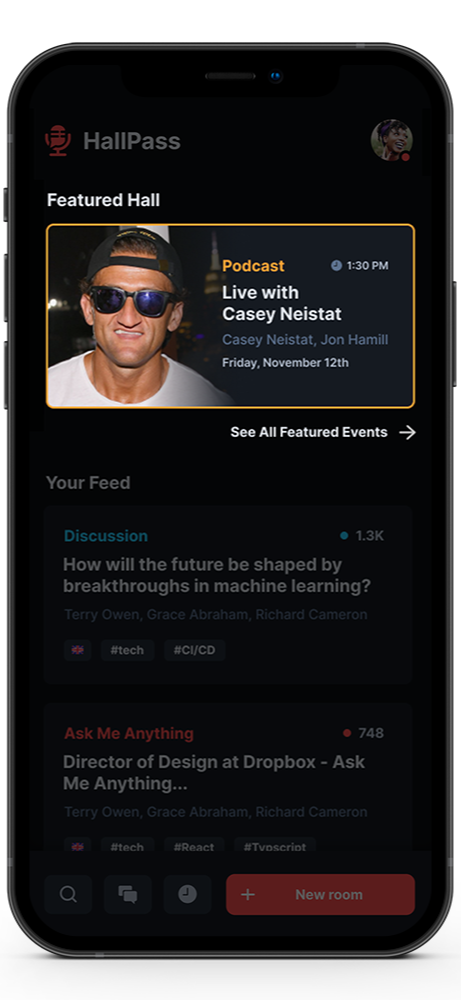 HallPass
Featured Hall
Podcast
1:30 PM
Live with
Casey Neistat
Casey Neistat, Jon Hamill
Friday, November 12th
See All Featured Events
Your Feed
Discussion
1.3K
How will the future be shaped by
breakthroughs in machine learning?
Terry Owen, Grace Abraham, Richard Cameron
#tech #CI/CD
Ask Me Anything
748
Director of Design at Dropbox - Ask
Me Anything...
Terry Owen, Grace Abraham, Richard Cameron
#tech #React #Typscript
+ New room